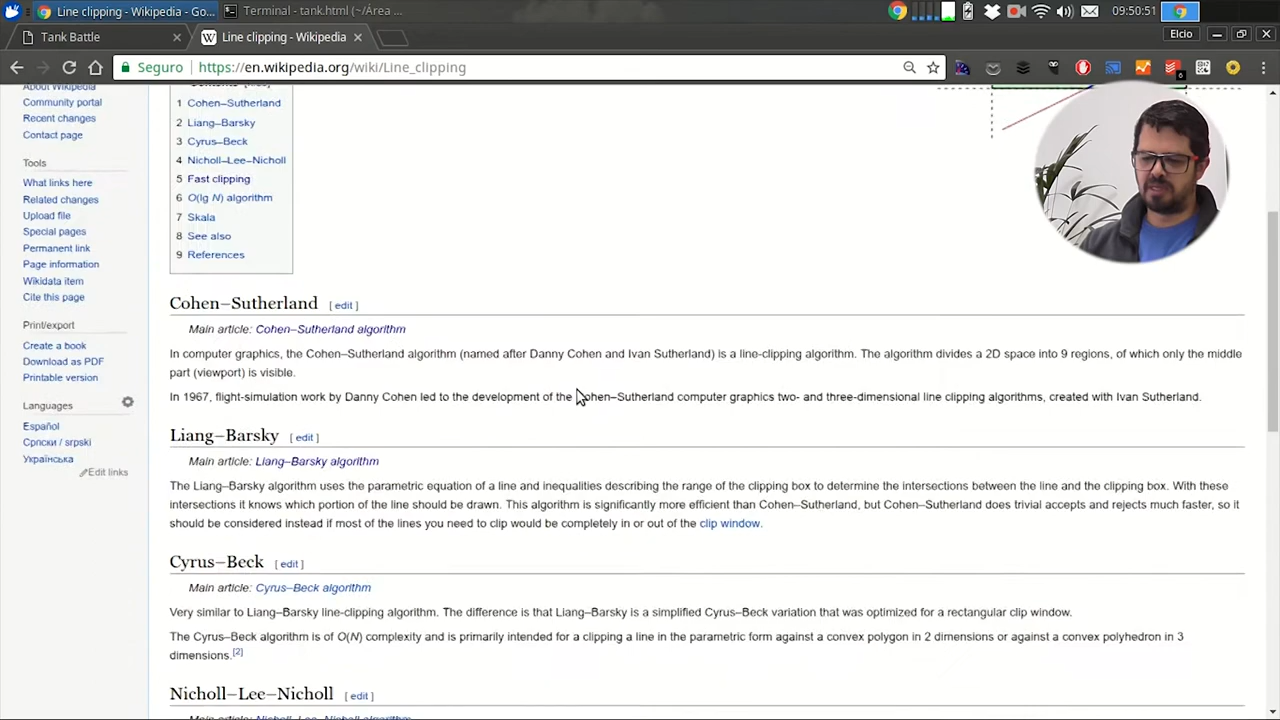 Line clipping - Wikipedia - Go...
Terminal - tank.html (~/Área ...
09:50:51
Tank Battle
Line clipping - Wikipedia
Elcio
Seguro
https://en.wikipedia.org/wiki/Line_clipping
6
About Wikipedia
Community portal
Recent changes
Contact page
Tools
What links here
Related changes
Upload file
Special pages
Permanent link
Page information
Wikidata item
Cite this page
Print/export
Create a book
Download as PDF
Printable version
Languages
Español
Српски / srpski
Українська
Edit links
1 Cohen–Sutherland
2 Liang–Barsky
3 Cyrus–Beck
4 Nicholl–Lee–Nicholl
5 Fast clipping
6 O(lg N) algorithm
7 Skala
8 See also
9 References
Cohen–Sutherland [ edit ]
Main article: Cohen–Sutherland algorithm
In computer graphics, the Cohen–Sutherland algorithm (named after Danny Cohen and Ivan Sutherland) is a line-clipping algorithm. The algorithm divides a 2D space into 9 regions, of which only the middle
part (viewport) is visible.
In 1967, flight-simulation work by Danny Cohen led to the development of the Cohen–Sutherland computer graphics two- and three-dimensional line clipping algorithms, created with Ivan Sutherland.
Liang–Barsky [ edit ]
Main article: Liang–Barsky algorithm
The Liang–Barsky algorithm uses the parametric equation of a line and inequalities describing the range of the clipping box to determine the intersections between the line and the clipping box. With these
intersections it knows which portion of the line should be drawn. This algorithm is significantly more efficient than Cohen–Sutherland, but Cohen–Sutherland does trivial accepts and rejects much faster, so it
should be considered instead if most of the lines you need to clip would be completely in or out of the clip window.
Cyrus–Beck [ edit ]
Main article: Cyrus–Beck algorithm
Very similar to Liang–Barsky line-clipping algorithm. The difference is that Liang–Barsky is a simplified Cyrus–Beck variation that was optimized for a rectangular clip window.
The Cyrus–Beck algorithm is of O(N) complexity and is primarily intended for a clipping a line in the parametric form against a convex polygon in 2 dimensions or against a convex polyhedron in 3
dimensions.[2]
Nicholl–Lee–Nicholl [ edit ]